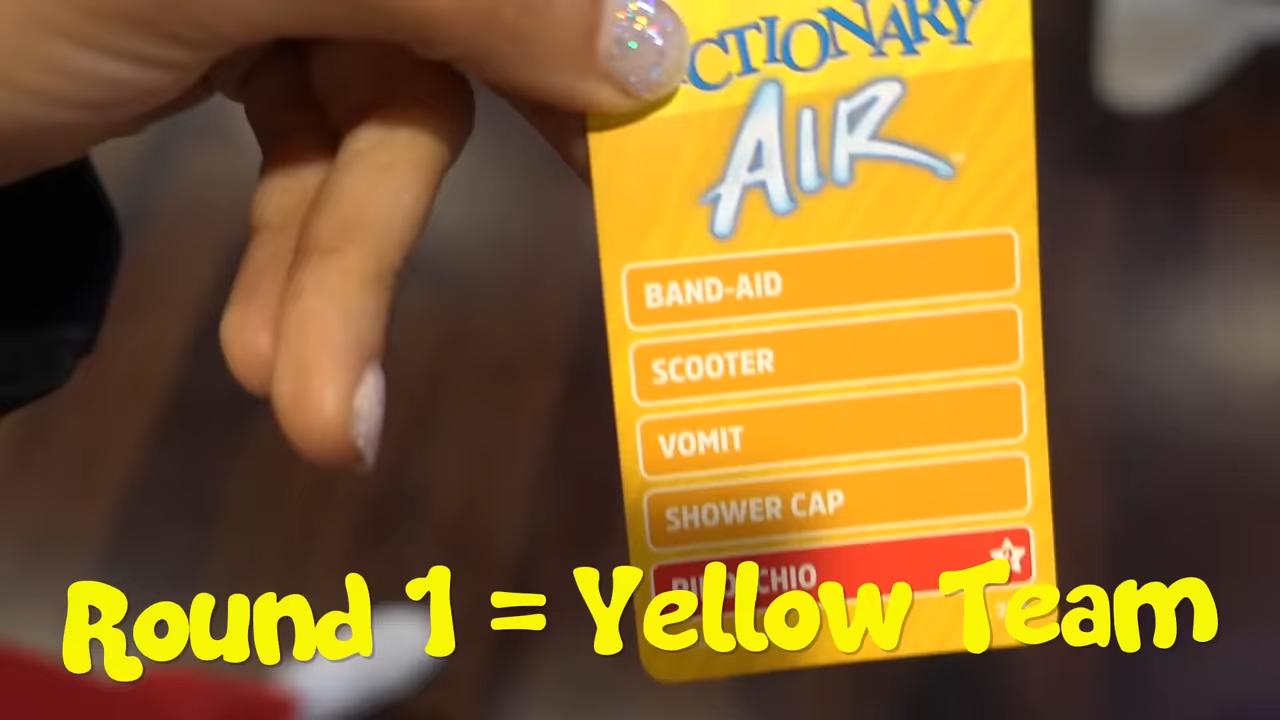 CTIONARY
AIR
BAND-AID
SCOOTER
VOMIT
SHOWER CAP
Round 1 = Yellow Team